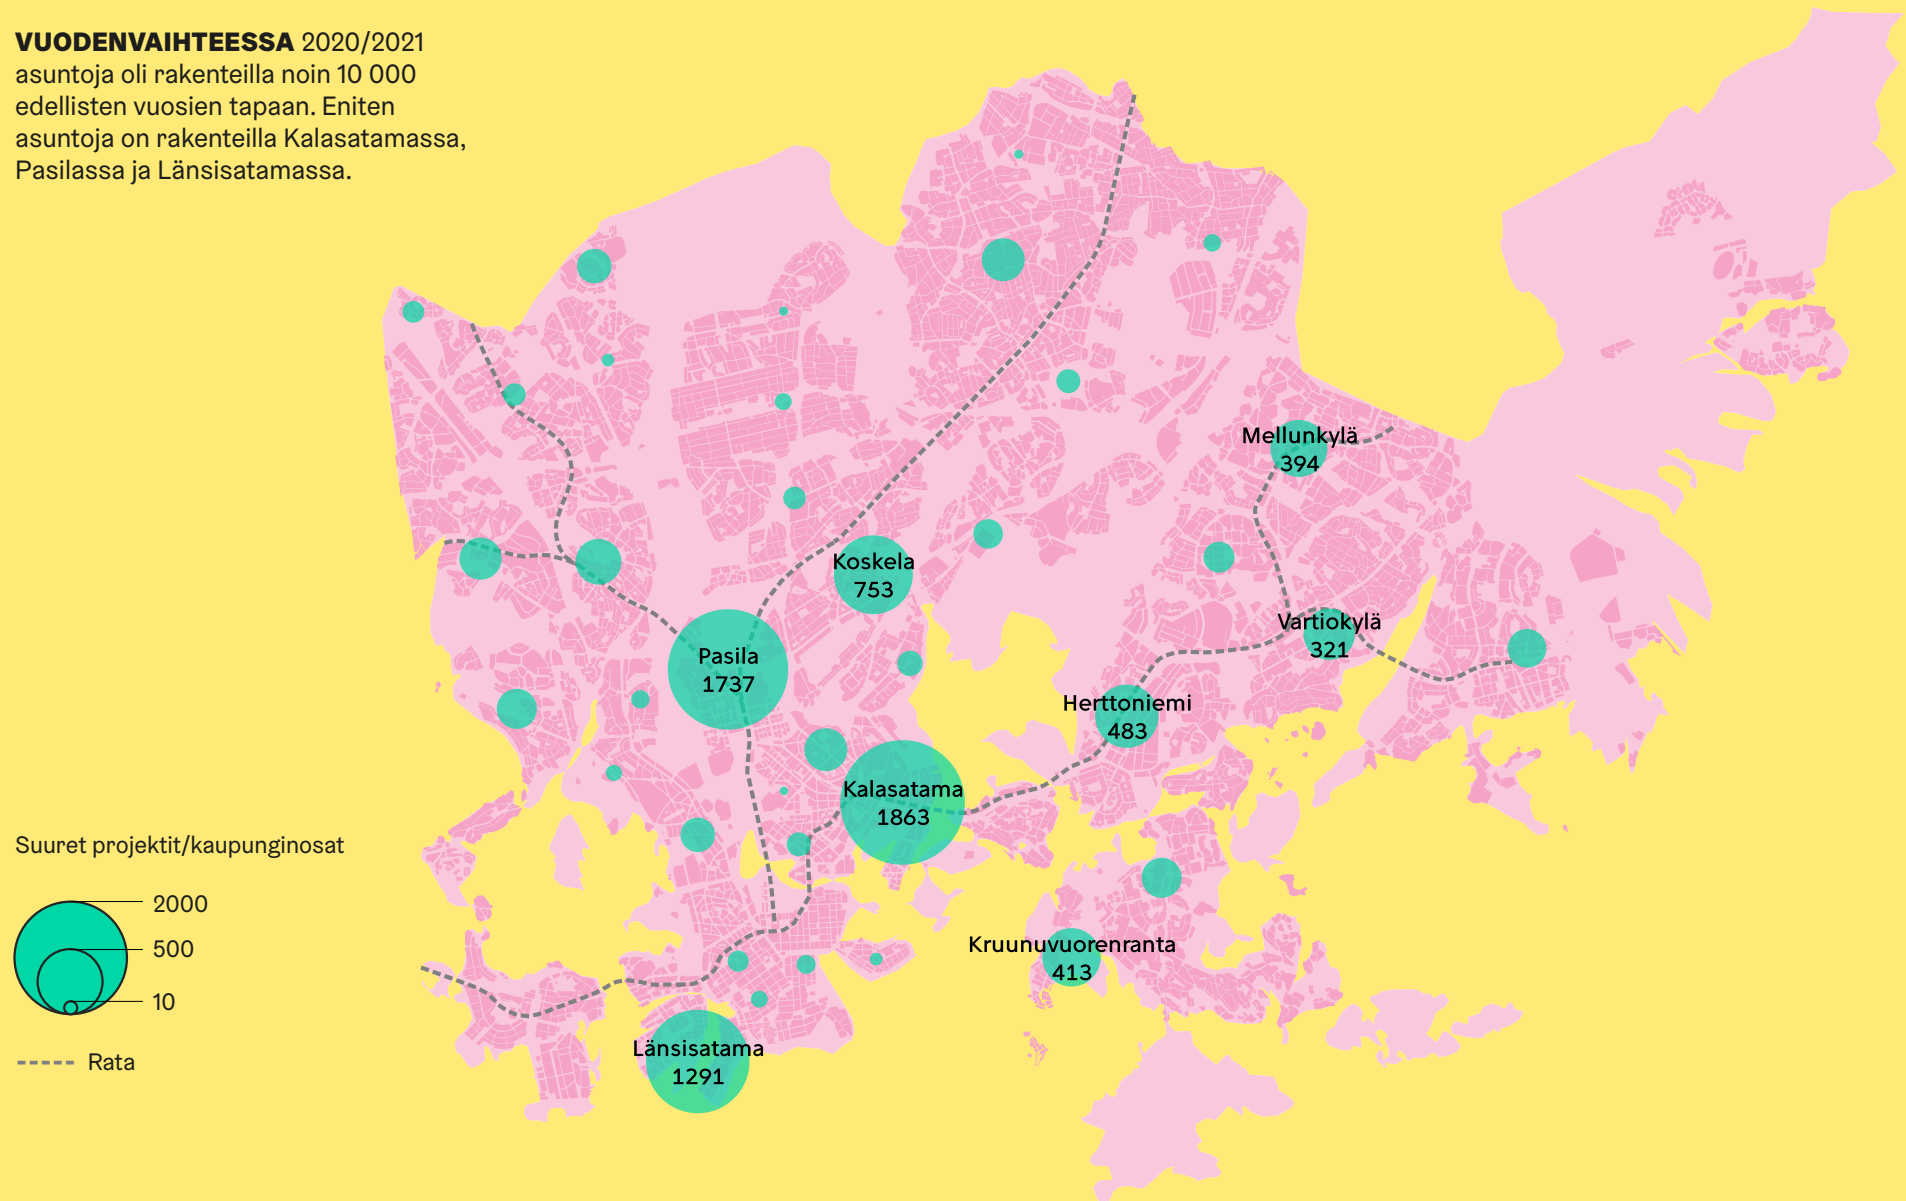 VUODENVAIHTEESSA 2020/2021
asuntoja oli rakenteilla noin 10 000
edellisten vuosien tapaan. Eniten
asuntoja on rakenteilla Kalasatamassa,
Pasilassa ja Länsisatamassa.
Mellunkylä
394
Koskela
753
Vartiokylä
321
Pasila
1737
Herttoniemi
483
Kalasatama
1863
Kruunuvuorenranta
413
Länsisatama
1291
Suuret projektit/kaupunginosat
2000
500
10
Rata